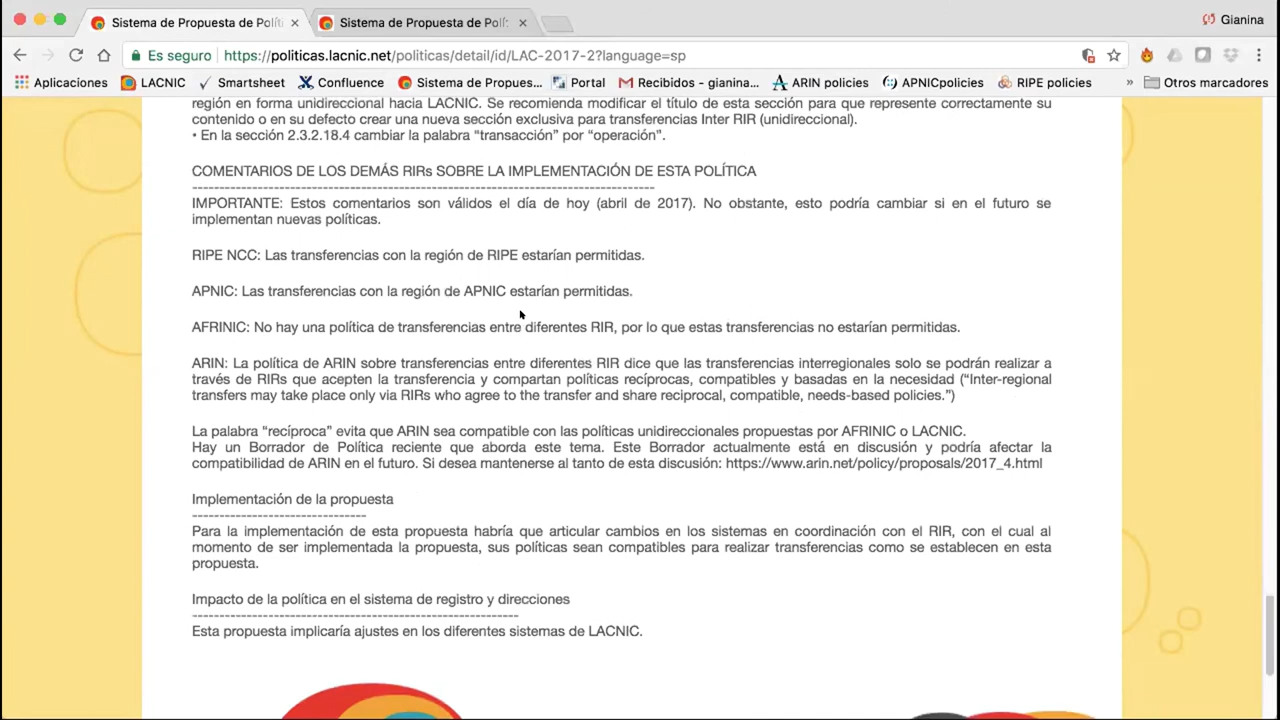 Sistema de Propuesta de Políti
Sistema de Propuesta de Polít
Gianina
Es seguro
https://politicas.lacnic.net/politicas/detail/id/LAC-2017-2?language=sp
Aplicaciones
LACNIC
Smartsheet
Confluence
Sistema de Propues...
Portal
Recibidos - gianina...
ARIN policies
APNICpolicies
RIPE policies
»
Otros marcadores
región en forma unidireccional hacia LACNIC. Se recomienda modificar el título de esta sección para que represente correctamente su
contenido o en su defecto crear una nueva sección exclusiva para transferencias Inter RIR (unidireccional).
• En la sección 2.3.2.18.4 cambiar la palabra “transacción” por “operación”.
COMENTARIOS DE LOS DEMÁS RIRs SOBRE LA IMPLEMENTACIÓN DE ESTA POLÍTICA
-------------------------------------------------------------------------------------
IMPORTANTE: Estos comentarios son válidos el día de hoy (abril de 2017). No obstante, esto podría cambiar si en el futuro se
implementan nuevas políticas.
RIPE NCC: Las transferencias con la región de RIPE estarían permitidas.
APNIC: Las transferencias con la región de APNIC estarían permitidas.
AFRINIC: No hay una política de transferencias entre diferentes RIR, por lo que estas transferencias no estarían permitidas.
ARIN: La política de ARIN sobre transferencias entre diferentes RIR dice que las transferencias interregionales solo se podrán realizar a
través de RIRs que acepten la transferencia y compartan políticas recíprocas, compatibles y basadas en la necesidad (“Inter-regional
transfers may take place only via RIRs who agree to the transfer and share reciprocal, compatible, needs-based policies.”)
La palabra “recíproca” evita que ARIN sea compatible con las políticas unidireccionales propuestas por AFRINIC o LACNIC.
Hay un Borrador de Política reciente que aborda este tema. Este Borrador actualmente está en discusión y podría afectar la
compatibilidad de ARIN en el futuro. Si desea mantenerse al tanto de esta discusión: https://www.arin.net/policy/proposals/2017_4.html
Implementación de la propuesta
--------------------------------
Para la implementación de esta propuesta habría que articular cambios en los sistemas en coordinación con el RIR, con el cual al
momento de ser implementada la propuesta, sus políticas sean compatibles para realizar transferencias como se establecen en esta
propuesta.
Impacto de la política en el sistema de registro y direcciones
------------------------------------------------------------
Esta propuesta implicaría ajustes en los diferentes sistemas de LACNIC.